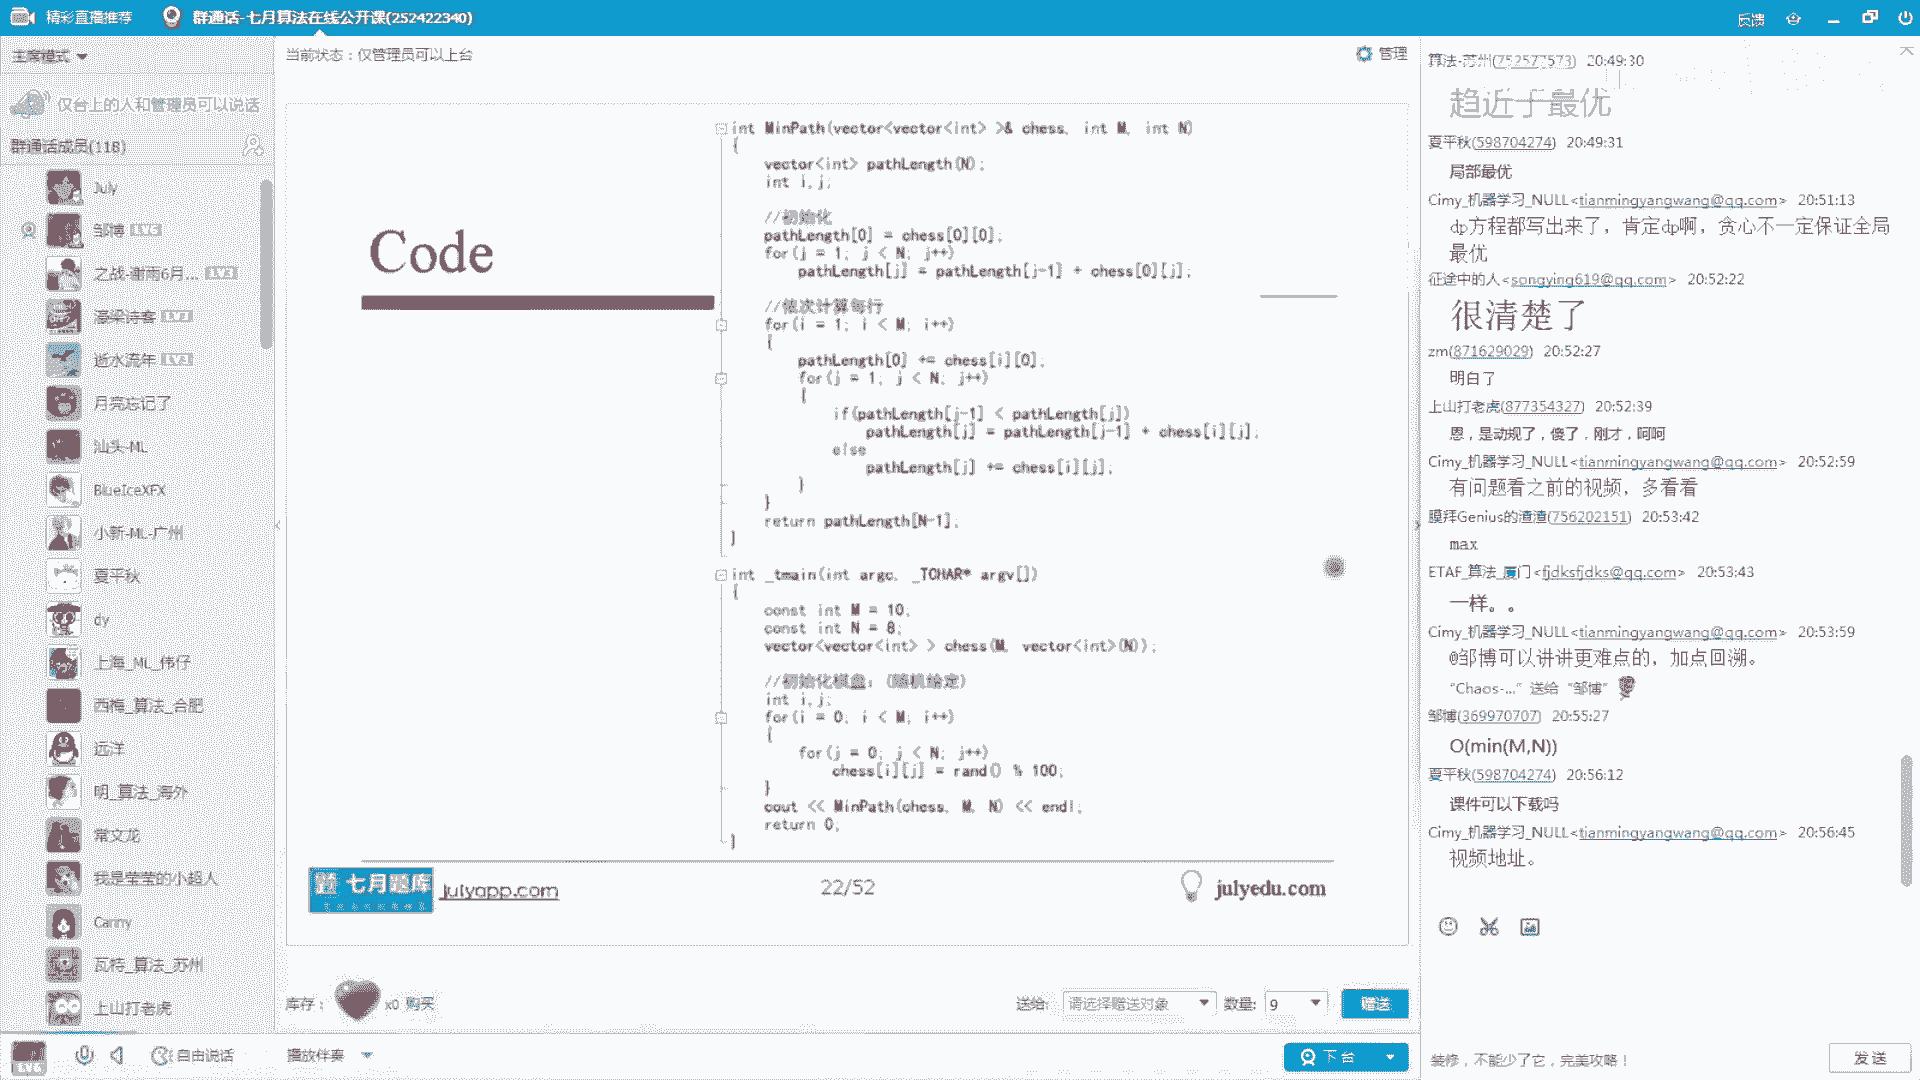 精彩直播推荐
群通话-七月算法在线公开课(252422340)
反馈
主席模式
仅台上的人和管理员可以说话
群通话成员(118)
July
邹博 LV6
之战-谢雨6月... LV3
濠梁诗客 LV3
逝水流年 LV3
月亮忘记了
汕头-ML
BlueIceXFX
小新-ML-广州
夏平秋
dy
上海_ML_伟仔
西梅_算法_合肥
远洋
明_算法_海外
常文龙
我是莹莹的小超人
Canny
瓦特_算法_苏州
上山打老虎
LV6
自由说话
播放伴奏
当前状态：仅管理员可以上台
管理
Code
int MinPath(vector<vector<int> >& chess, int M, int N)
{
vector<int> pathLength(N);
int i,j;
//初始化
pathLength[0] = chess[0][0];
for(j = 1; j < N; j++)
pathLength[j] = pathLength[j-1] + chess[0][j];
//依次计算每行
for(i = 1; i < M; i++)
{
pathLength[0] += chess[i][0];
for(j = 1; j < N; j++)
{
if(pathLength[j-1] < pathLength[j])
pathLength[j] = pathLength[j-1] + chess[i][j];
else
pathLength[j] += chess[i][j];
}
}
return pathLength[N-1];
}
int _tmain(int argc, _TCHAR* argv[])
{
const int M = 10;
const int N = 8;
vector<vector<int> > chess(M, vector<int>(N));
//初始化棋盘：(随机给定)
int i,j;
for(i = 0; i < M; i++)
{
for(j = 0; j < N; j++)
chess[i][j] = rand() % 100;
}
cout << MinPath(chess, M, N) << endl;
return 0;
}
七月题库
julyapp.com
22/52
julyedu.com
库存：
x0 购买
送给:
请选择赠送对象
数量:
9
赠送
下台
算法-苏州(752577573) 20:49:30
趋近于最优
夏平秋(598704274) 20:49:31
局部最优
Cimy_机器学习_NULL<tianmingyangwang@qq.com> 20:51:13
dp方程都写出来了，肯定dp啊，贪心不一定保证全局
最优
征途中的人<songying619@qq.com> 20:52:22
很清楚了
zm(871629029) 20:52:27
明白了
上山打老虎(877354327) 20:52:39
恩，是动规了，傻了，刚才，呵呵
Cimy_机器学习_NULL<tianmingyangwang@qq.com> 20:52:59
有问题看之前的视频，多看看
膜拜Genius的渣渣(756202151) 20:53:42
max
ETAF_算法_厦门<fjdksfjdks@qq.com> 20:53:43
一样。。
Cimy_机器学习_NULL<tianmingyangwang@qq.com> 20:53:59
@邹博可以讲讲更难点的，加点回溯。
“Chaos-...” 送给 “邹博”
邹博(369970707) 20:55:27
O(min(M,N))
夏平秋(598704274) 20:56:12
课件可以下载吗
Cimy_机器学习_NULL<tianmingyangwang@qq.com> 20:56:45
视频地址。
装修，不能少了它，完美攻略！
发送